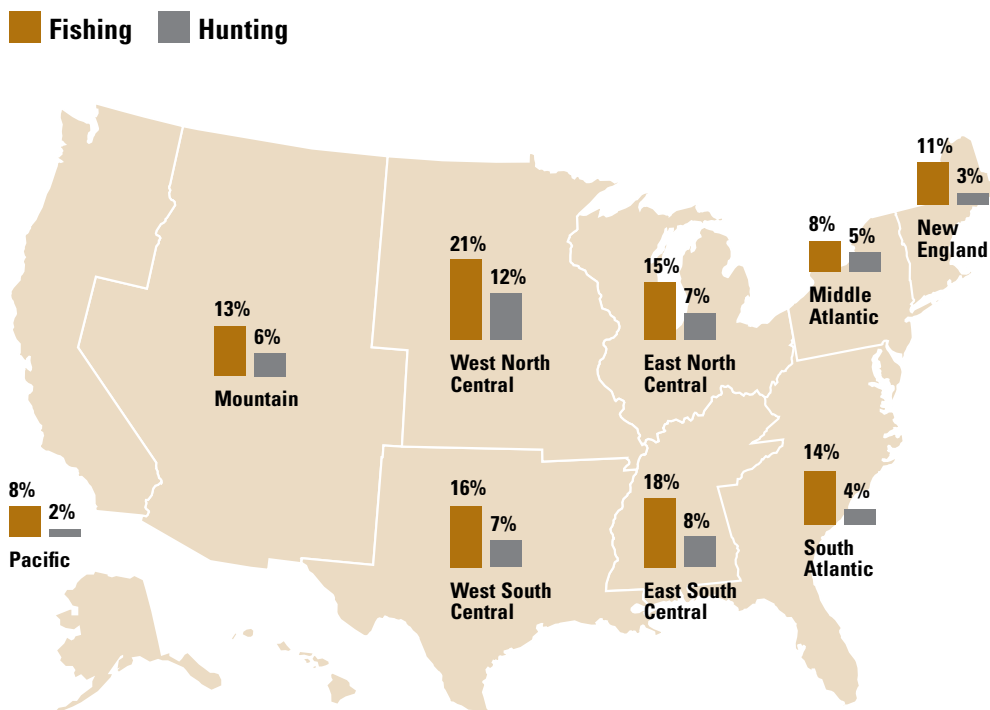 Fishing Hunting
11%
3%
New
England
8%
5%
Middle
Atlantic
21%
12%
West North
Central
15%
7%
East North
Central
13%
6%
Mountain
14%
4%
South
Atlantic
16%
7%
West South
Central
18%
8%
East South
Central
8%
2%
Pacific